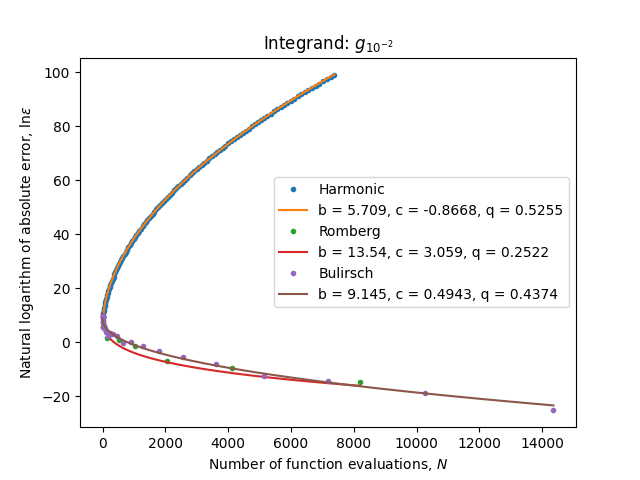 Integrand: g₁₀₋₂
Natural logarithm of absolute error, lnε
100
80
60
40
20
0
−20
Harmonic
b = 5.709, c = -0.8668, q = 0.5255
Romberg
b = 13.54, c = 3.059, q = 0.2522
Bulirsch
b = 9.145, c = 0.4943, q = 0.4374
0 2000 4000 6000 8000 10000 12000 14000
Number of function evaluations, N